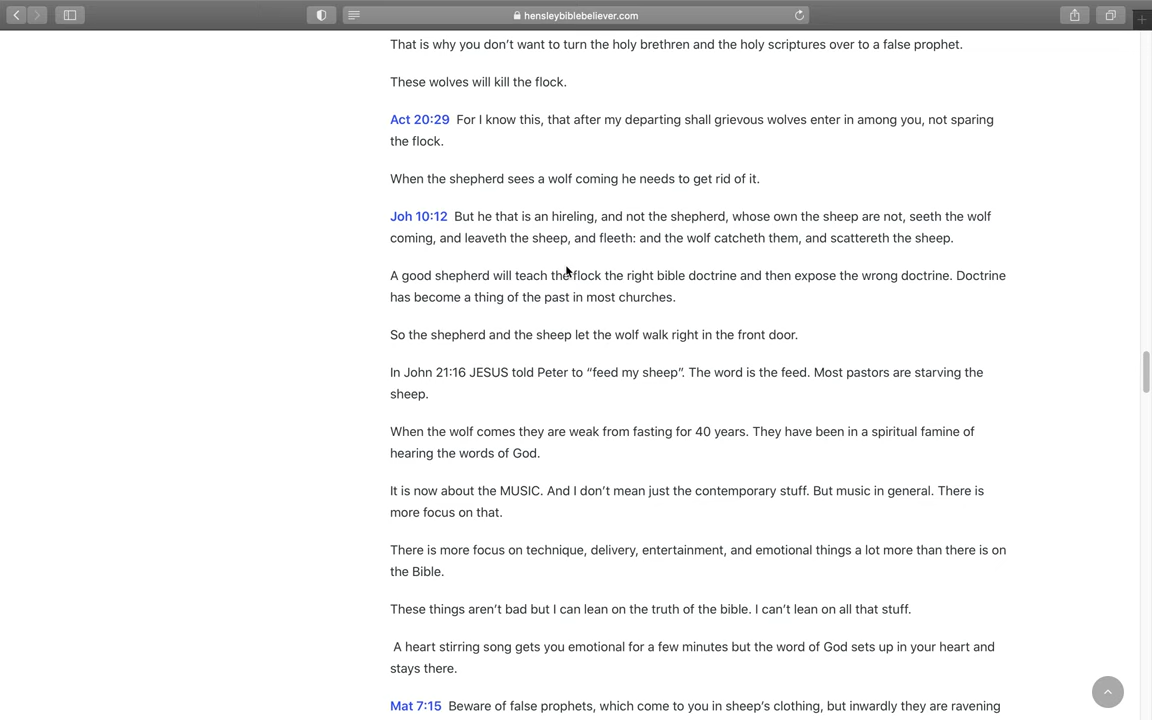 hensleybiblebeliever.com
That is why you don’t want to turn the holy brethren and the holy scriptures over to a false prophet.
These wolves will kill the flock.
Act 20:29  For I know this, that after my departing shall grievous wolves enter in among you, not sparing
the flock.
When the shepherd sees a wolf coming he needs to get rid of it.
Joh 10:12  But he that is an hireling, and not the shepherd, whose own the sheep are not, seeth the wolf
coming, and leaveth the sheep, and fleeth: and the wolf catcheth them, and scattereth the sheep.
A good shepherd will teach the flock the right bible doctrine and then expose the wrong doctrine. Doctrine
has become a thing of the past in most churches.
So the shepherd and the sheep let the wolf walk right in the front door.
In John 21:16 JESUS told Peter to “feed my sheep”. The word is the feed. Most pastors are starving the
sheep.
When the wolf comes they are weak from fasting for 40 years. They have been in a spiritual famine of
hearing the words of God.
It is now about the MUSIC. And I don’t mean just the contemporary stuff. But music in general. There is
more focus on that.
There is more focus on technique, delivery, entertainment, and emotional things a lot more than there is on
the Bible.
These things aren’t bad but I can lean on the truth of the bible. I can’t lean on all that stuff.
A heart stirring song gets you emotional for a few minutes but the word of God sets up in your heart and
stays there.
Mat 7:15  Beware of false prophets, which come to you in sheep’s clothing, but inwardly they are ravening